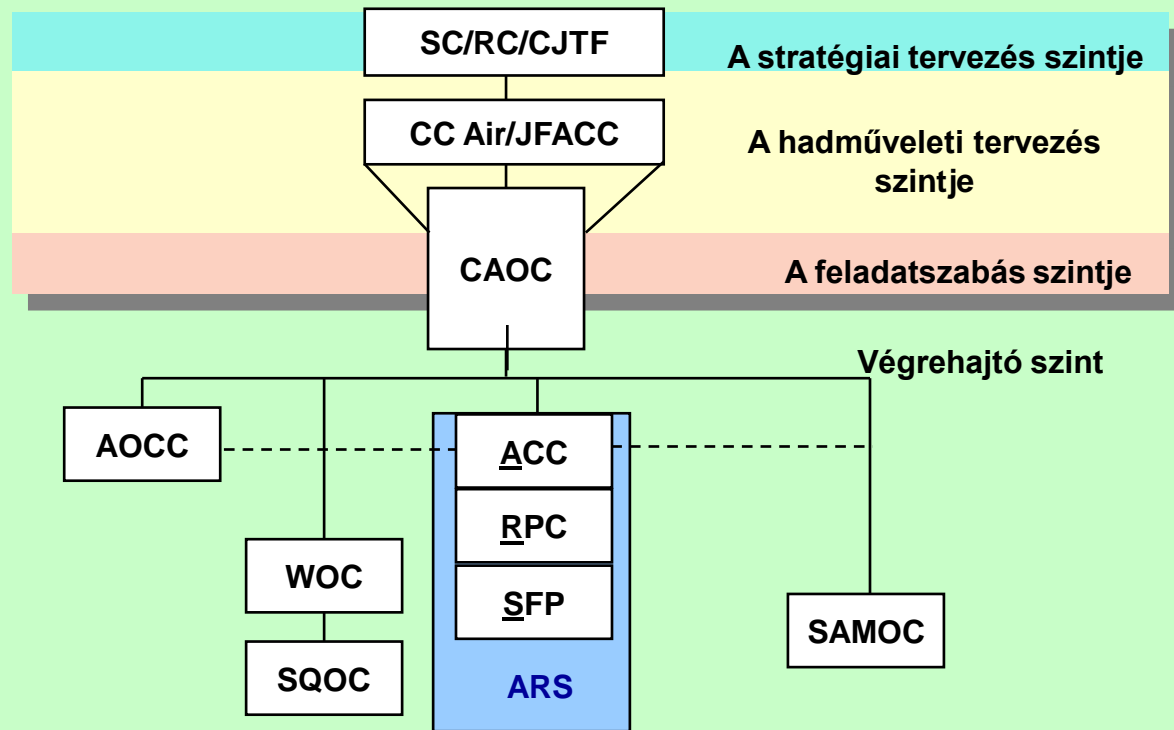 SC/RC/CJTF
A stratégiai tervezés szintje
CC Air/JFACC
A hadműveleti tervezés
szintje
CAOC
A feladatszabás szintje
Végrehajtó szint
AOCC
ACC
RPC
WOC
SFP
SAMOC
SQOC
ARS